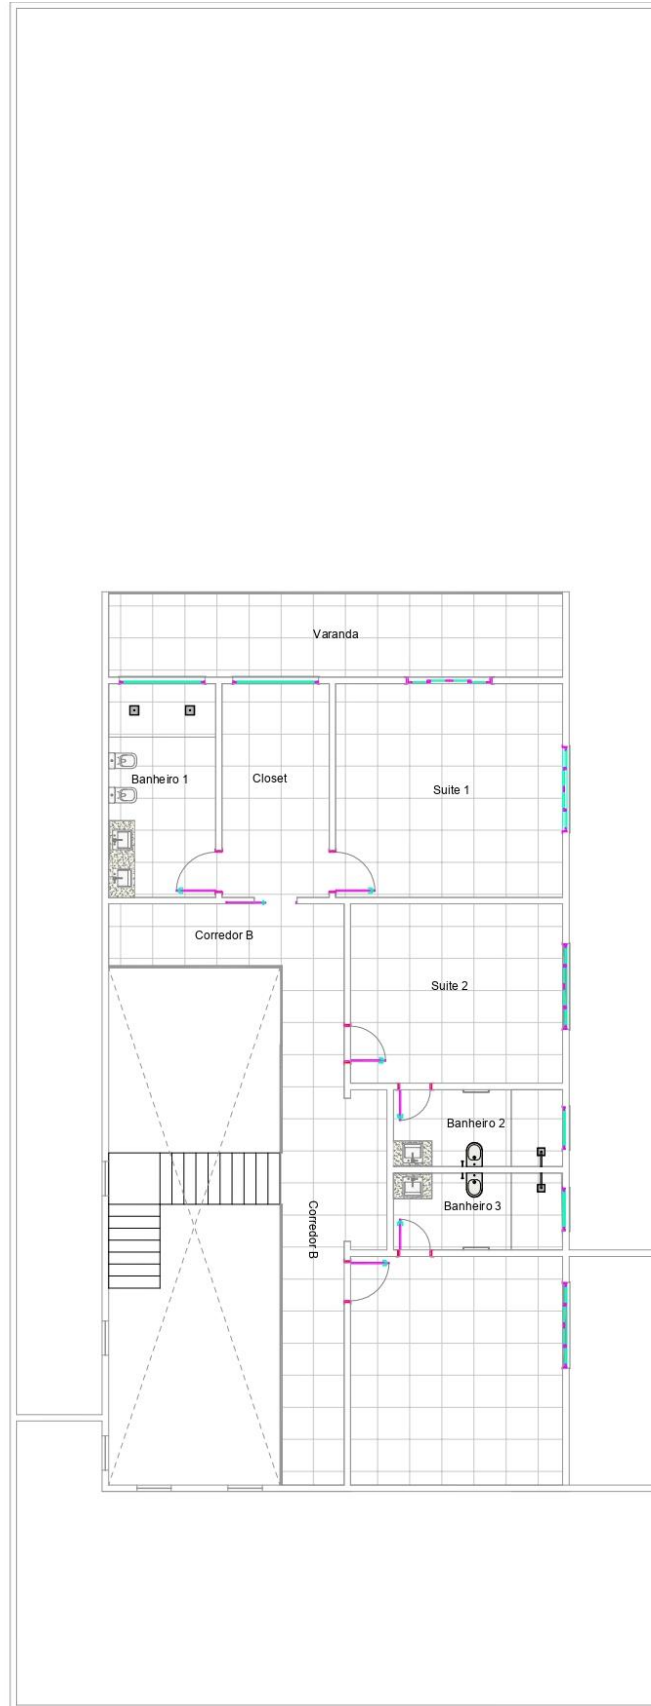 Varanda
Banheiro 1
Closet
Suite 1
Corredor B
Suite 2
Banheiro 2
Banheiro 3
Corredor B